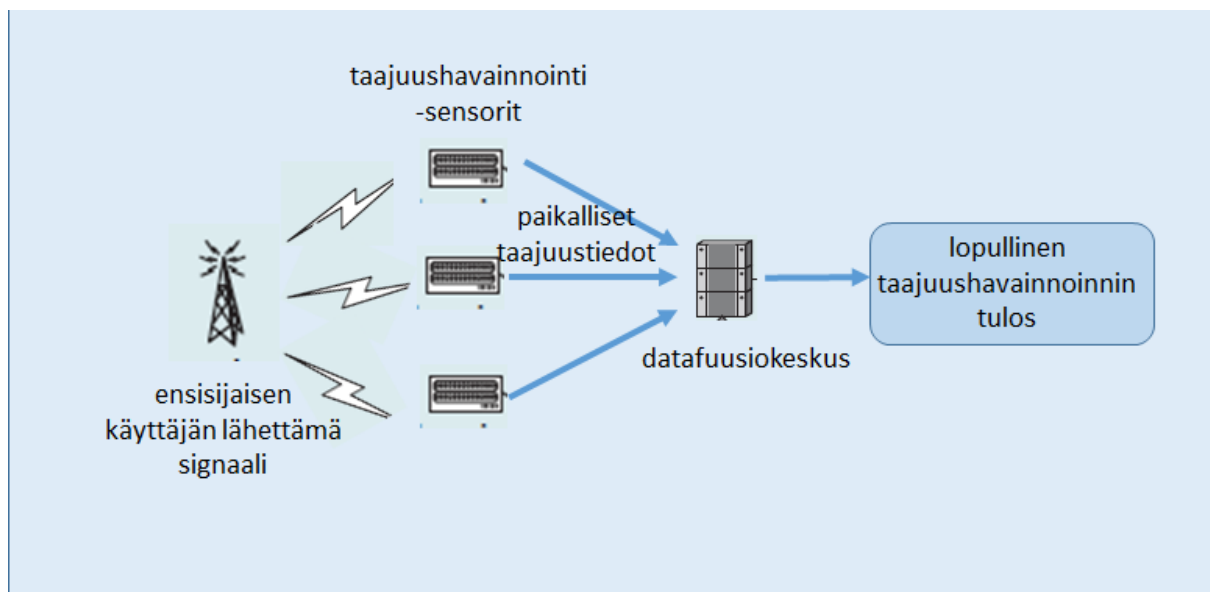 taajuushavainnointi
-sensorit
paikalliset
taajuustiedot
lopullinen
taajuushavainnoinnin
tulos
datafuusiokeskus
ensisijaisen
käyttäjän lähettämä
signaali